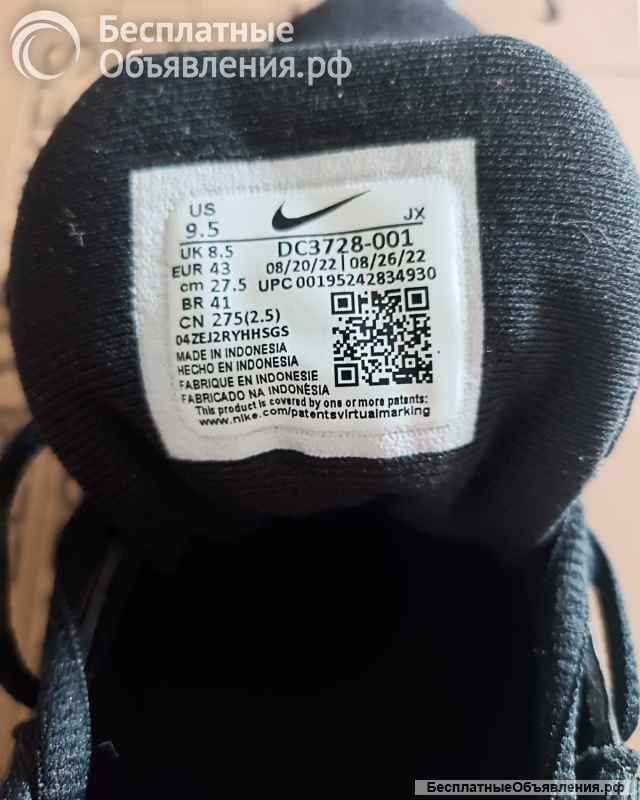 Бесплатные
Объявления.рф
US
9.5
JX
UK 8.5 DC3728-001
EUR 43 08/20/22 | 08/26/22
cm 27.5 UPC 00195242834930
BR 41
CN 275(2.5)
04ZEJ2RYHHSGS
MADE IN INDONESIA
HECHO EN INDONESIA
FABRIQUE EN INDONESIE
FABRICADO NA INDONÉSIA
This product is covered by one or more patents:
www.nike.com/patentsvirtualmarking
БесплатныеОбъявления.рф